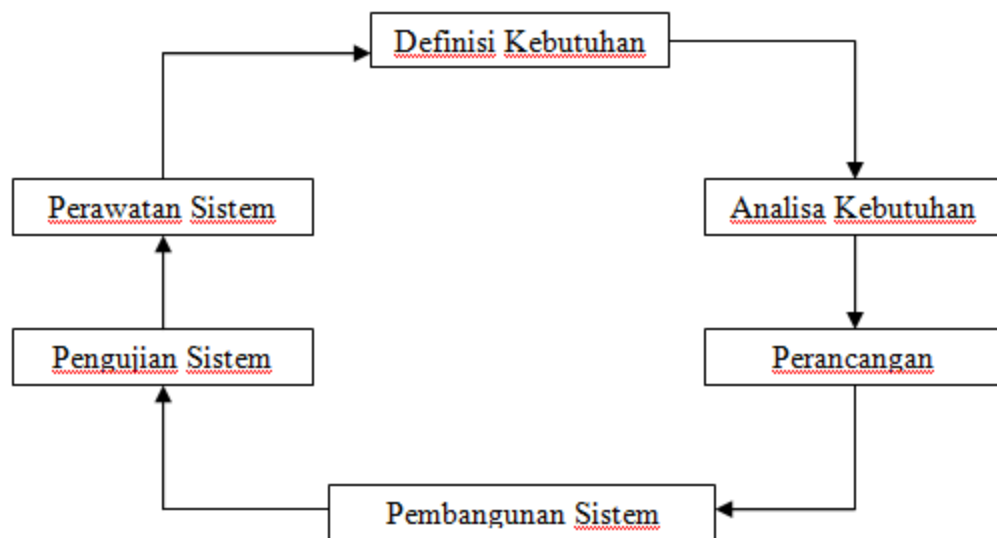 Definisi Kebutuhan
Analisa Kebutuhan
Perancangan
Pembangunan Sistem
Pengujian Sistem
Perawatan Sistem